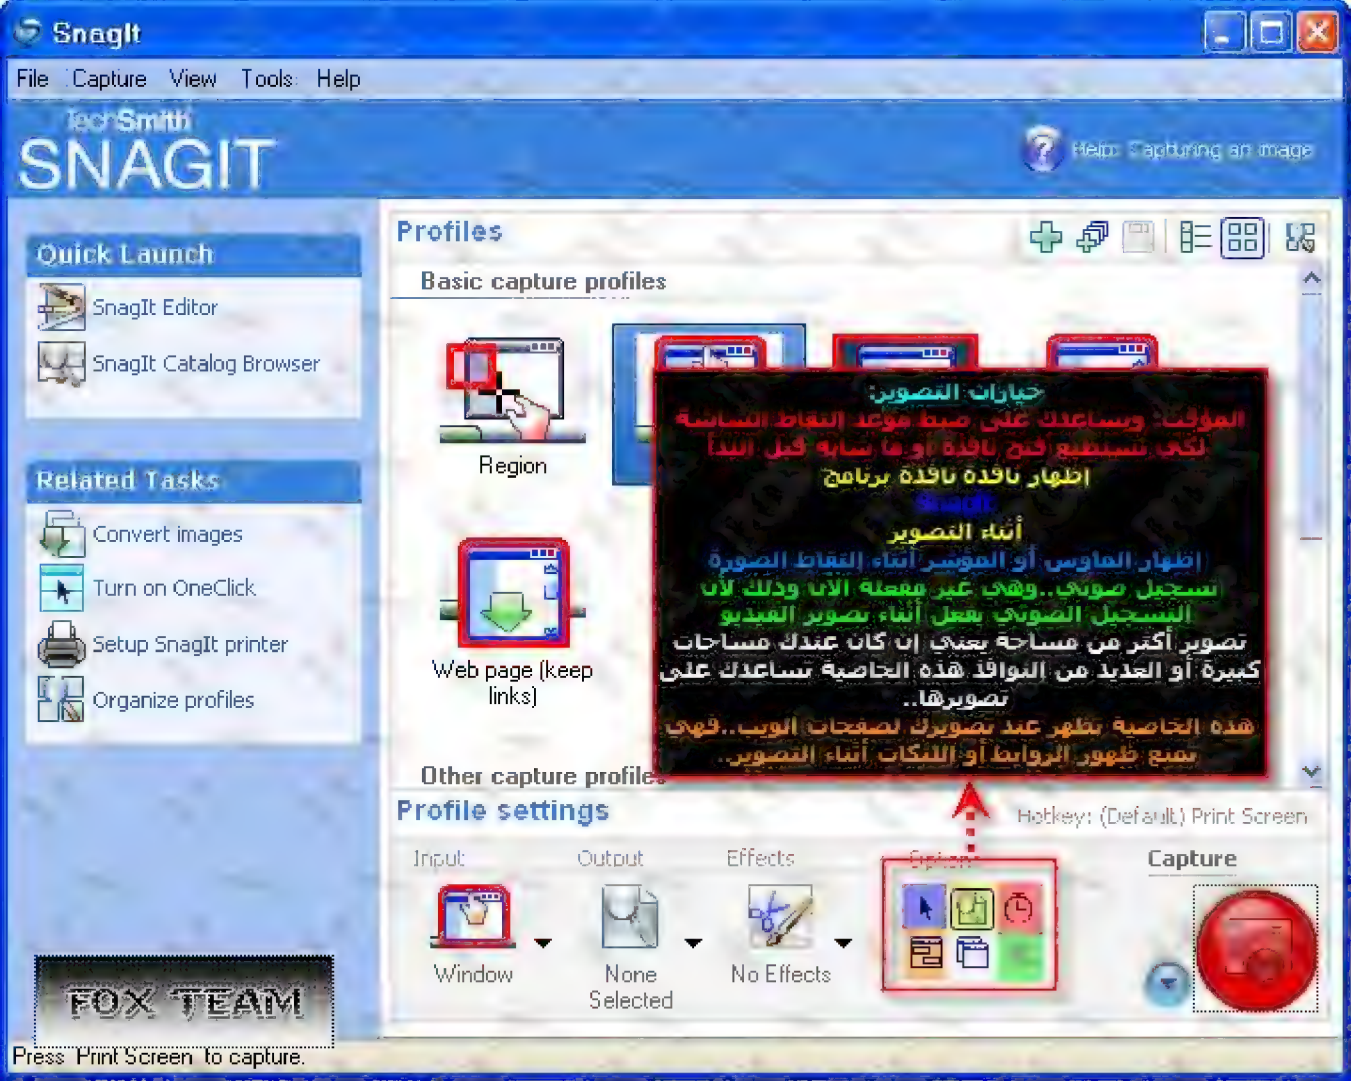 SnagIt
File Capture View Tools Help
TechSmith
SNAGIT
Help: Capturing an image
Quick Launch
SnagIt Editor
SnagIt Catalog Browser
Related Tasks
Convert images
Turn on OneClick
Setup SnagIt printer
Organize profiles
Profiles
Basic capture profiles
Region
Web page (keep
links)
خيارات التصوير:
المؤقت: ويساعدك على ضبط موعد التقاط الشاشة
لكي تستطيع فتح نافذة أو ما شابه قبل البدأ
إظهار نافذة نافذة برنامج
SnagIt
أثناء التصوير
إظهار الماوس أو المؤشر أثناء إلتقاط الصورة
تسجيل صوتي..وهي غير مفعلة الآن وذلك لأن
التسجيل الصوتي يفعل أثناء تصوير الفيديو
تصوير أكثر من مساحة يعني إن كان عندك مساحات
كبيرة أو العديد من النوافذ هذه الخاصية تساعدك على
تصويرها..
هذه الخاصية تظهر عند تصويرك لصفحات الويب..فهي
تمنع ظهور الروابط أو اللنكات أثناء التصوير..
Other capture profiles
Profile settings
Hotkey: (Default) Print Screen
Input Output Effects Options Capture
Window
None
Selected
No Effects
FOX TEAM
Press Print Screen to capture.